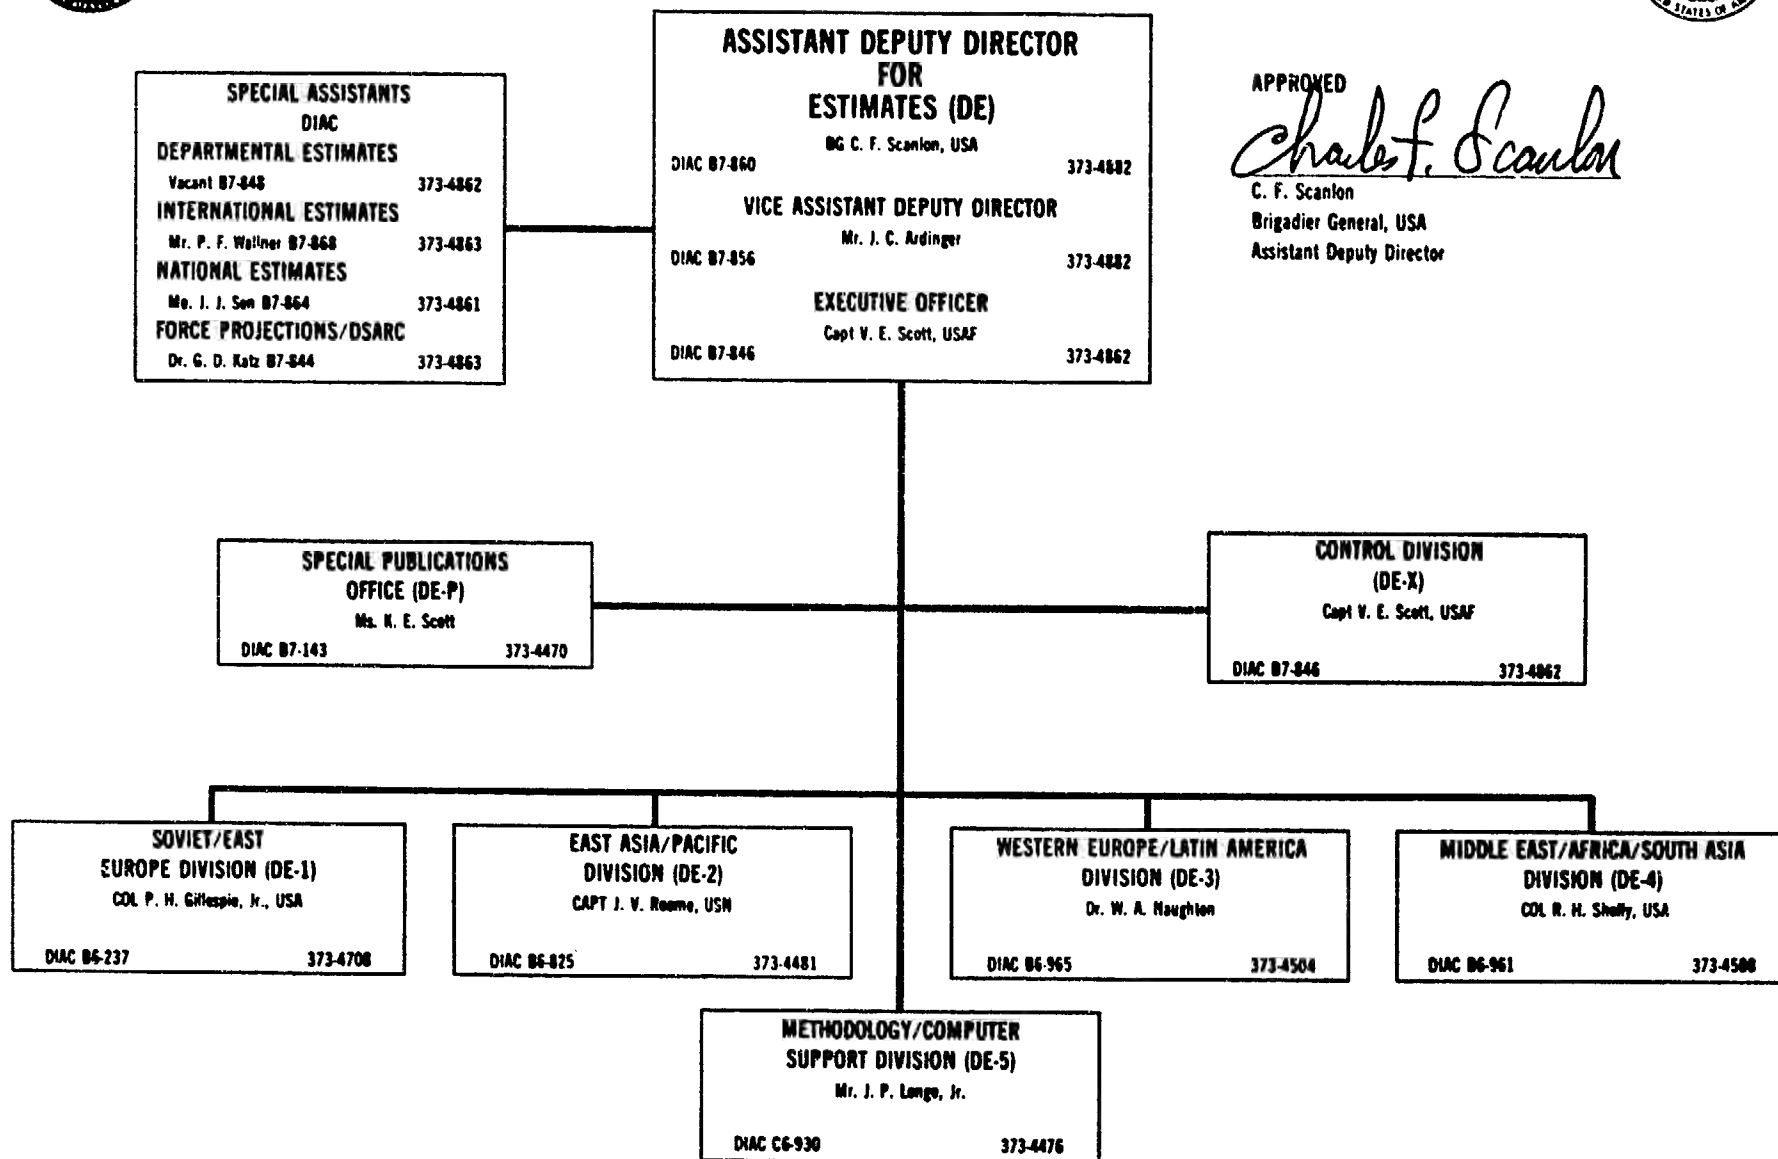 ASSISTANT DEPUTY DIRECTOR
FOR
ESTIMATES (DE)
BG C. F. Scanlon, USA
DIAC B7-860 373-4882
VICE ASSISTANT DEPUTY DIRECTOR
Mr. J. C. Ardinger
DIAC B7-856 373-4882
EXECUTIVE OFFICER
Capt V. E. Scott, USAF
DIAC B7-846 373-4862
SPECIAL ASSISTANTS
DIAC
DEPARTMENTAL ESTIMATES
Vacant B7-848 373-4862
INTERNATIONAL ESTIMATES
Mr. P. F. Wallner B7-868 373-4863
NATIONAL ESTIMATES
J. J. B7-864 373-4861
FORCE PROJECTIONS/DSARC
Dr. G. D. Katz B7-844 373-4863
STATES OF
APPROVED
Charles F. Scanlon
C. F. Scanlon
Brigadier General, USA
Assistant Deputy Director
SPECIAL PUBLICATIONS
OFFICE (DE-P)
Ms. K. E. Scott
DIAC B7-143 373-4470
CONTROL DIVISION
(DE-X)
Capt V. E. Scott, USAF
DIAC B7-846 373-4862
SOVIET/EAST
EUROPE DIVISION (DE-1)
COL P. H. Gillespie, Jr., USA
DIAC B6-237 373-4708
EAST ASIA/PACIFIC
DIVISION (DE-2)
CAPT J. V. USN
DIAC B6-825 373-4481
WESTERN EUROPE/LATIN AMERICA
DIVISION (DE-3)
Dr. W. A. Naughton
DIAC B6-965 373-4504
MIDDLE EAST/AFRICA/SOUTH ASIA
DIVISION (DE-4)
COL R. H. Shelly, USA
DIAC B6-961
METHODOLOGY/COMPUTER
SUPPORT DIVISION (DE-5)
Mr. J. P. Longo, Jr.
DIAC C6-930 373-4476